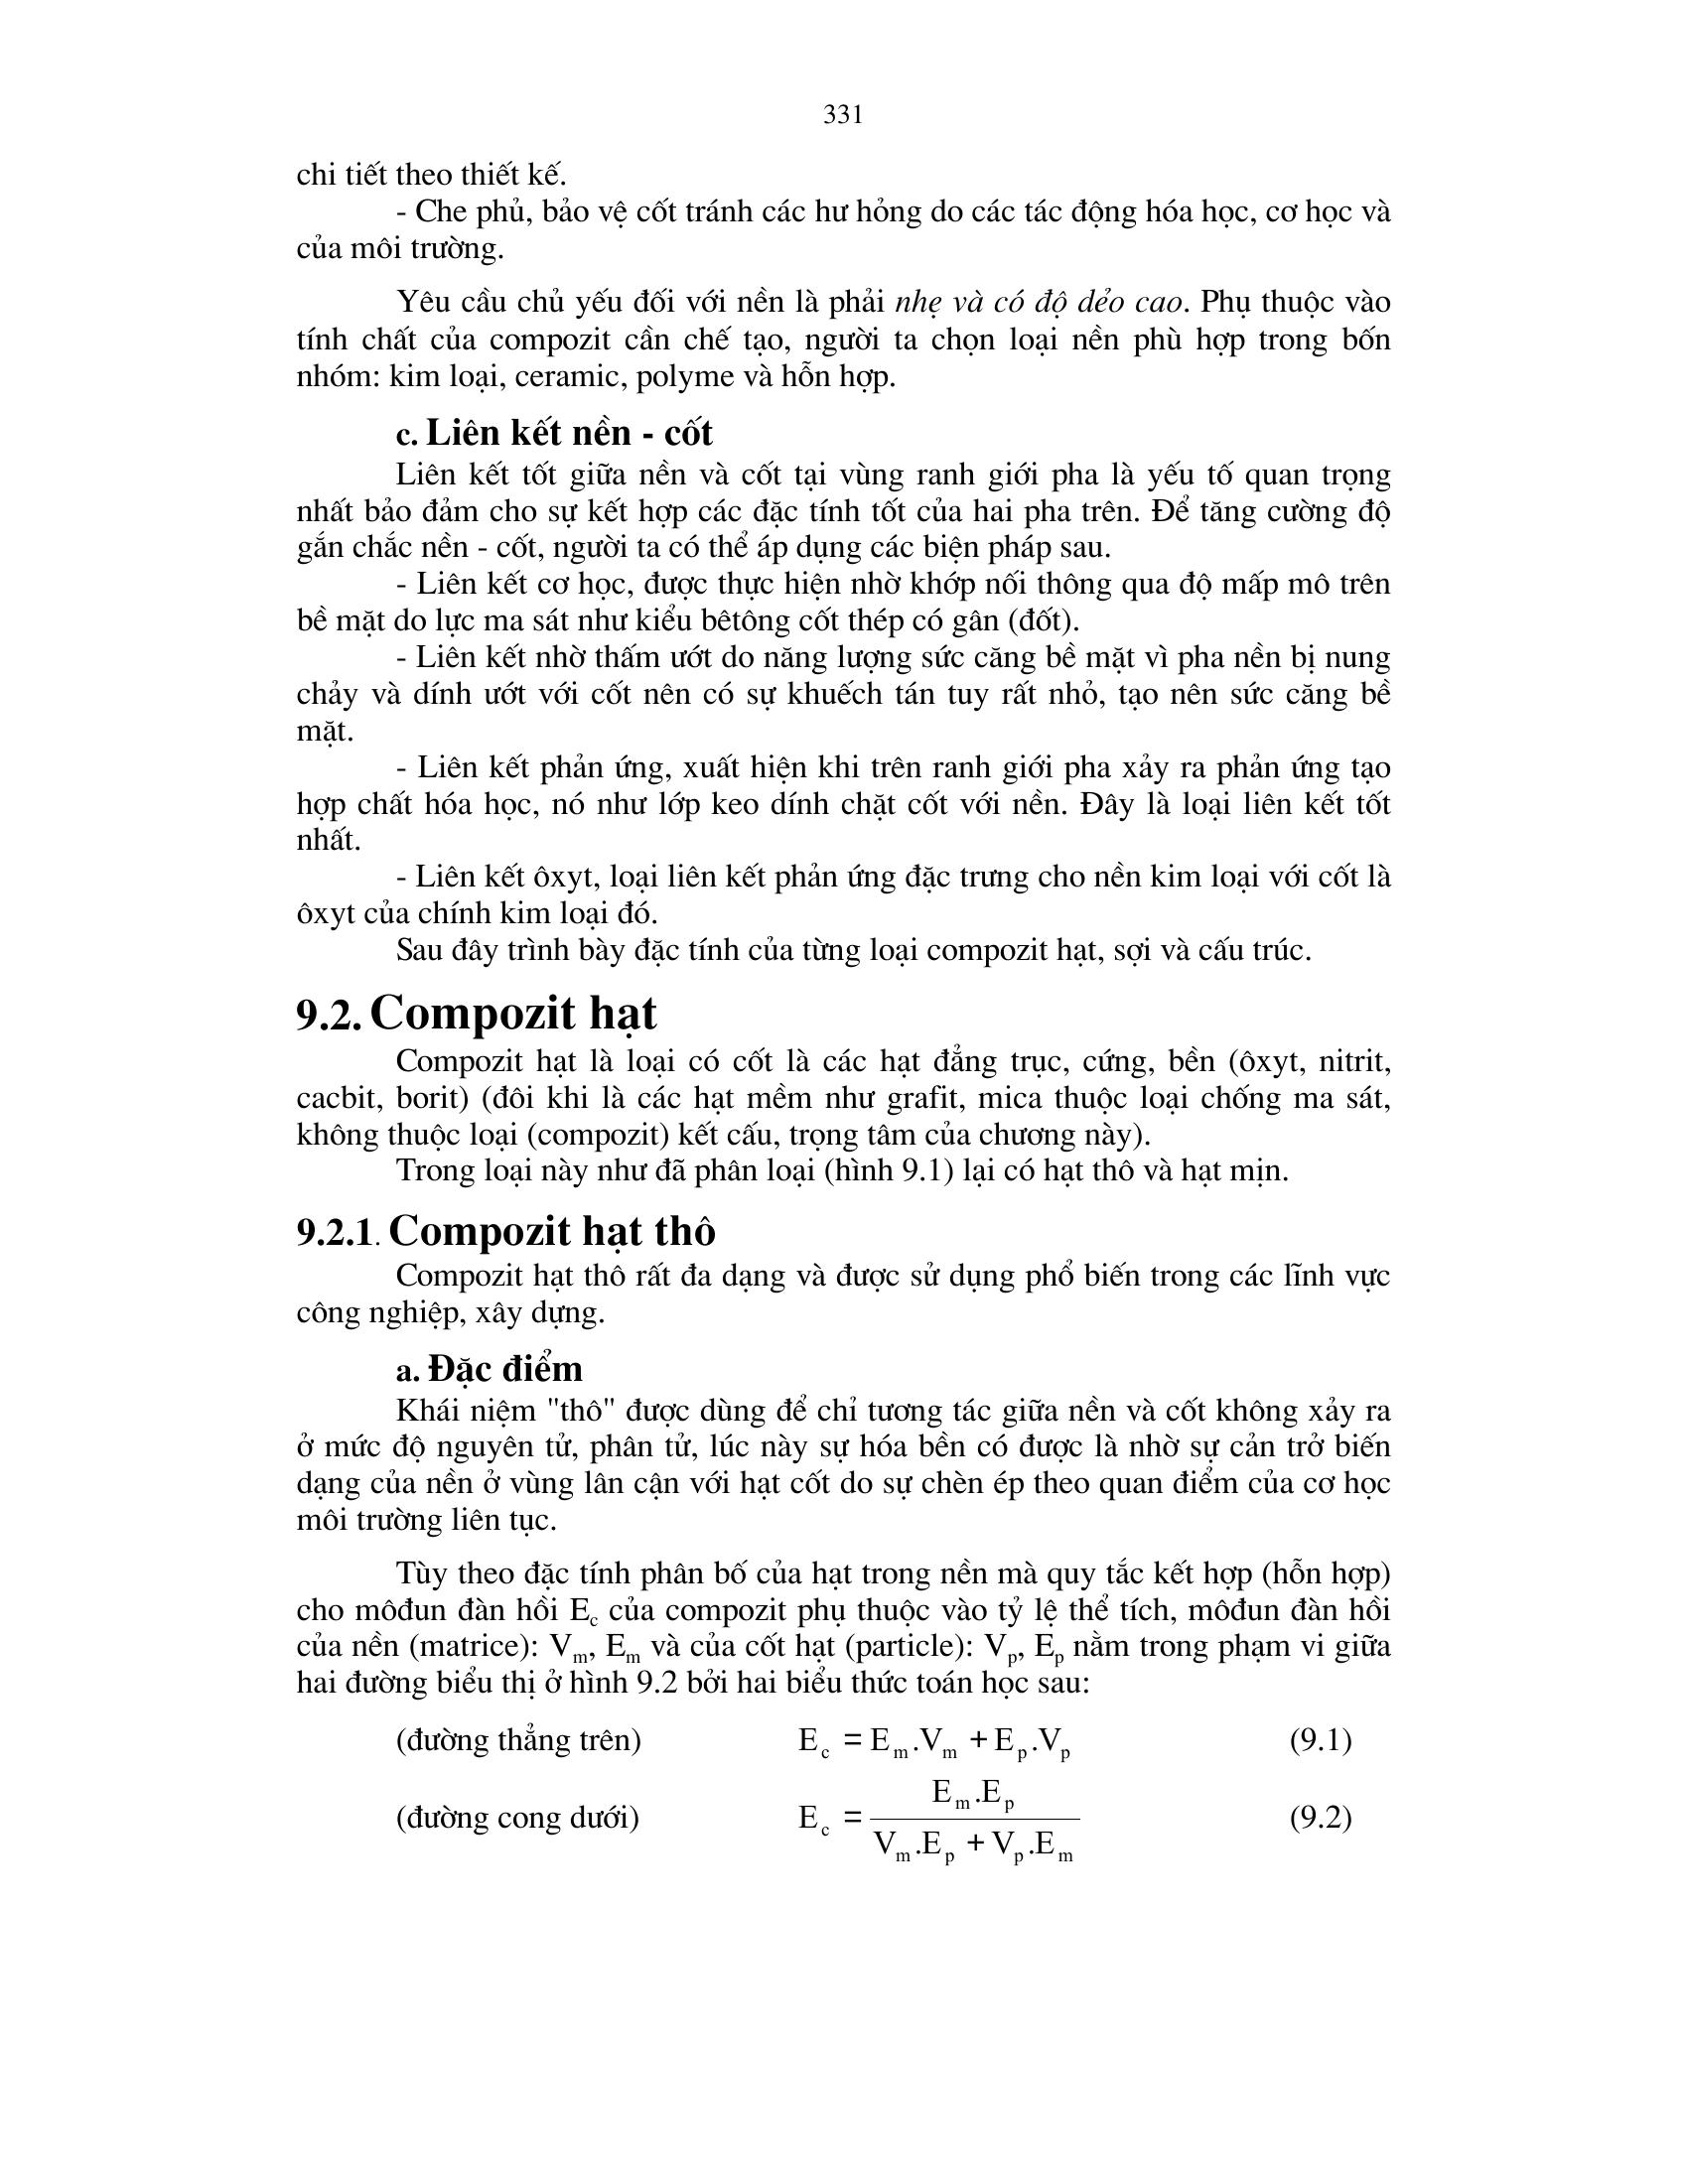 331
chi tiết theo thiết kế.
- Che phủ, bảo vệ cốt tránh các hư hỏng do các tác động hóa học, cơ học và
của môi trường.
Yêu cầu chủ yếu đối với nền là phải nhẹ và có độ dẻo cao. Phụ thuộc vào
tính chất của compozit cần chế tạo, người ta chọn loại nền phù hợp trong bốn
nhóm: kim loại, ceramic, polyme và hỗn hợp.
c. Liên kết nền - cốt
Liên kết tốt giữa nền và cốt tại vùng ranh giới pha là yếu tố quan trọng
nhất bảo đảm cho sự kết hợp các đặc tính tốt của hai pha trên. Để tăng cường độ
gắn chắc nền - cốt, người ta có thể áp dụng các biện pháp sau.
- Liên kết cơ học, được thực hiện nhờ khớp nối thông qua độ mấp mô trên
bề mặt do lực ma sát như kiểu bêtông cốt thép có gân (đốt).
- Liên kết nhờ thấm ướt do năng lượng sức căng bề mặt vì pha nền bị nung
chảy và dính ướt với cốt nên có sự khuếch tán tuy rất nhỏ, tạo nên sức căng bề
mặt.
- Liên kết phản ứng, xuất hiện khi trên ranh giới pha xảy ra phản ứng tạo
hợp chất hóa học, nó như lớp keo dính chặt cốt với nền. Đây là loại liên kết tốt
nhất.
- Liên kết ôxyt, loại liên kết phản ứng đặc trưng cho nền kim loại với cốt là
ôxyt của chính kim loại đó.
Sau đây trình bày đặc tính của từng loại compozit hạt, sợi và cấu trúc.
9.2. Compozit hạt
Compozit hạt là loại có cốt là các hạt đẳng trục, cứng, bền (ôxyt, nitrit,
cacbit, borit) (đôi khi là các hạt mềm như grafit, mica thuộc loại chống ma sát,
không thuộc loại (compozit) kết cấu, trọng tâm của chương này).
Trong loại này như đã phân loại (hình 9.1) lại có hạt thô và hạt mịn.
9.2.1. Compozit hạt thô
Compozit hạt thô rất đa dạng và được sử dụng phổ biến trong các lĩnh vực
công nghiệp, xây dựng.
a. Đặc điểm
Khái niệm "thô" được dùng để chỉ tương tác giữa nền và cốt không xảy ra
ở mức độ nguyên tử, phân tử, lúc này sự hóa bền có được là nhờ sự cản trở biến
dạng của nền ở vùng lân cận với hạt cốt do sự chèn ép theo quan điểm của cơ học
môi trường liên tục.
Tùy theo đặc tính phân bố của hạt trong nền mà quy tắc kết hợp (hỗn hợp)
cho môđun đàn hồi E_c của compozit phụ thuộc vào tỷ lệ thể tích, môđun đàn hồi
của nền (matrice): V_m, E_m và của cốt hạt (particle): V_p, E_p nằm trong phạm vi giữa
hai đường biểu thị ở hình 9.2 bởi hai biểu thức toán học sau:
(đường thẳng trên) E_c = E_m.V_m + E_p.V_p (9.1)
(đường cong dưới) E_c = \frac{E_m.E_p}{V_m.E_p + V_p.E_m} (9.2)